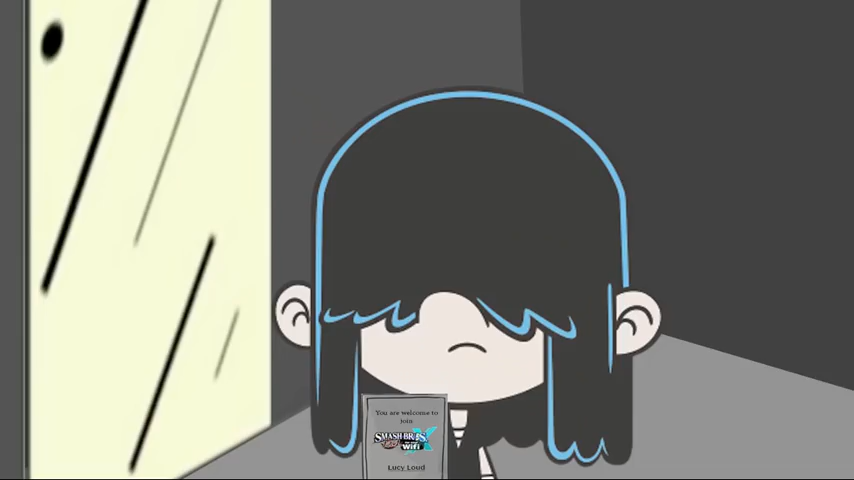 You are welcome to
join
SMASH BROS.
Wifi
Lucy Loud